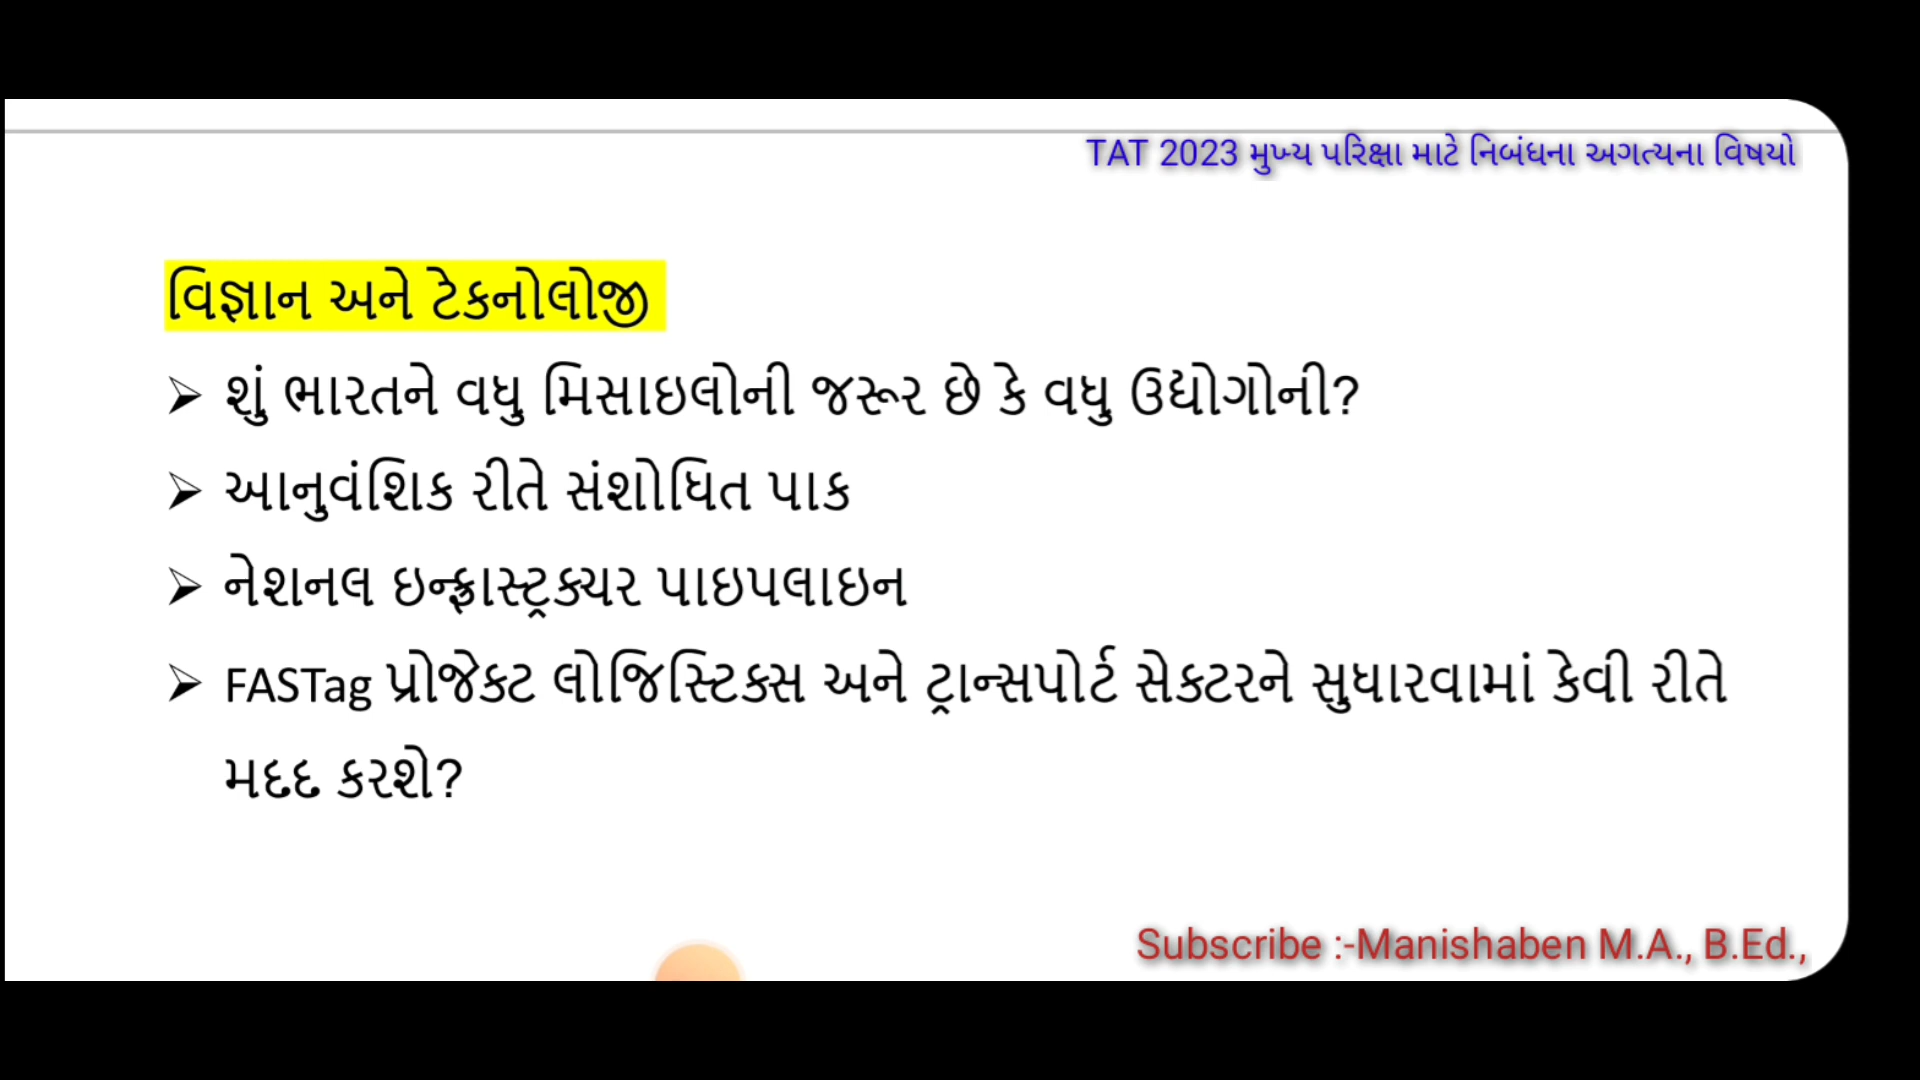 TAT 2023 મુખ્ય પરિક્ષા માટે નિબંધના અગત્યના વિષયો
વિજ્ઞાન અને ટેકનોલોજી
➢ શું ભારતને વધુ મિસાઇલોની જરૂર છે કે વધુ ઉદ્યોગોની?
➢ આનુવંશિક રીતે સંશોધિત પાક
➢ નેશનલ ઇન્ફ્રાસ્ટ્રક્ચર પાઇપલાઇન
➢ FASTag પ્રોજેક્ટ લોજિસ્ટિક્સ અને ટ્રાન્સપોર્ટ સેક્ટરને સુધારવામાં કેવી રીતે
મદદ કરશે?
Subscribe :-Manishaben M.A., B.Ed.,